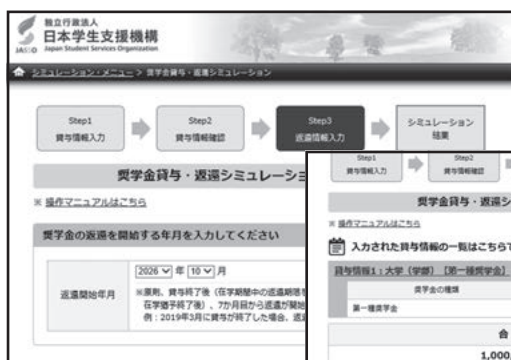 独立行政法人
日本学生支援機構
JASSO Japan Student Services Organization
シミュレーション・メニュー > 奨学金貸与・返還シミュレーション
Step1
貸与情報入力
Step2
貸与情報確認
Step3
返還情報入力
シミュレーション
結果
奨学金貸与・返還シミュレーショ
※ 操作マニュアルはこちら
奨学金の返還を開始する年月を入力してください
返還開始年月
2026 年 10 月
※原則、貸与終了後（在学期間中の返還期
在学猶予終了後）、7か月目から返還が開始
例：2019年3月に貸与が終了した場合、返
Step1
貸与情報入力
Step2
貸与情報確認
奨学金貸与・返還シ
※ 操作マニュアルはこちら
入力された貸与情報の一覧はこちらで
貸与情報1：大学（学部）［第一種奨学金］
奨学金の種類
第一種奨学金
合
1,000